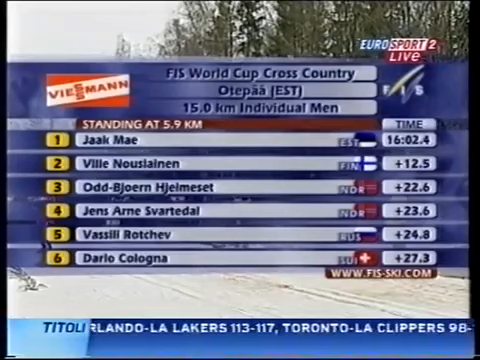 EUROSPORT 2
LIVE
VIESSMANN
FIS World Cup Cross Country
Otepää (EST)
15.0 km Individual Men
FIS
STANDING AT 5.9 KM TIME
1 Jaak Mae EST 16:02.4
2 Ville Nousiainen FIN +12.5
3 Odd-Bjoern Hjelmeset NOR +22.6
4 Jens Arne Svartedal NOR +23.6
5 Vassili Rotchev RUS +24.8
6 Dario Cologna SUI +27.3
WWW.FIS-SKI.COM
TITOLI RLANDO-LA LAKERS 113-117, TORONTO-LA CLIPPERS 98-